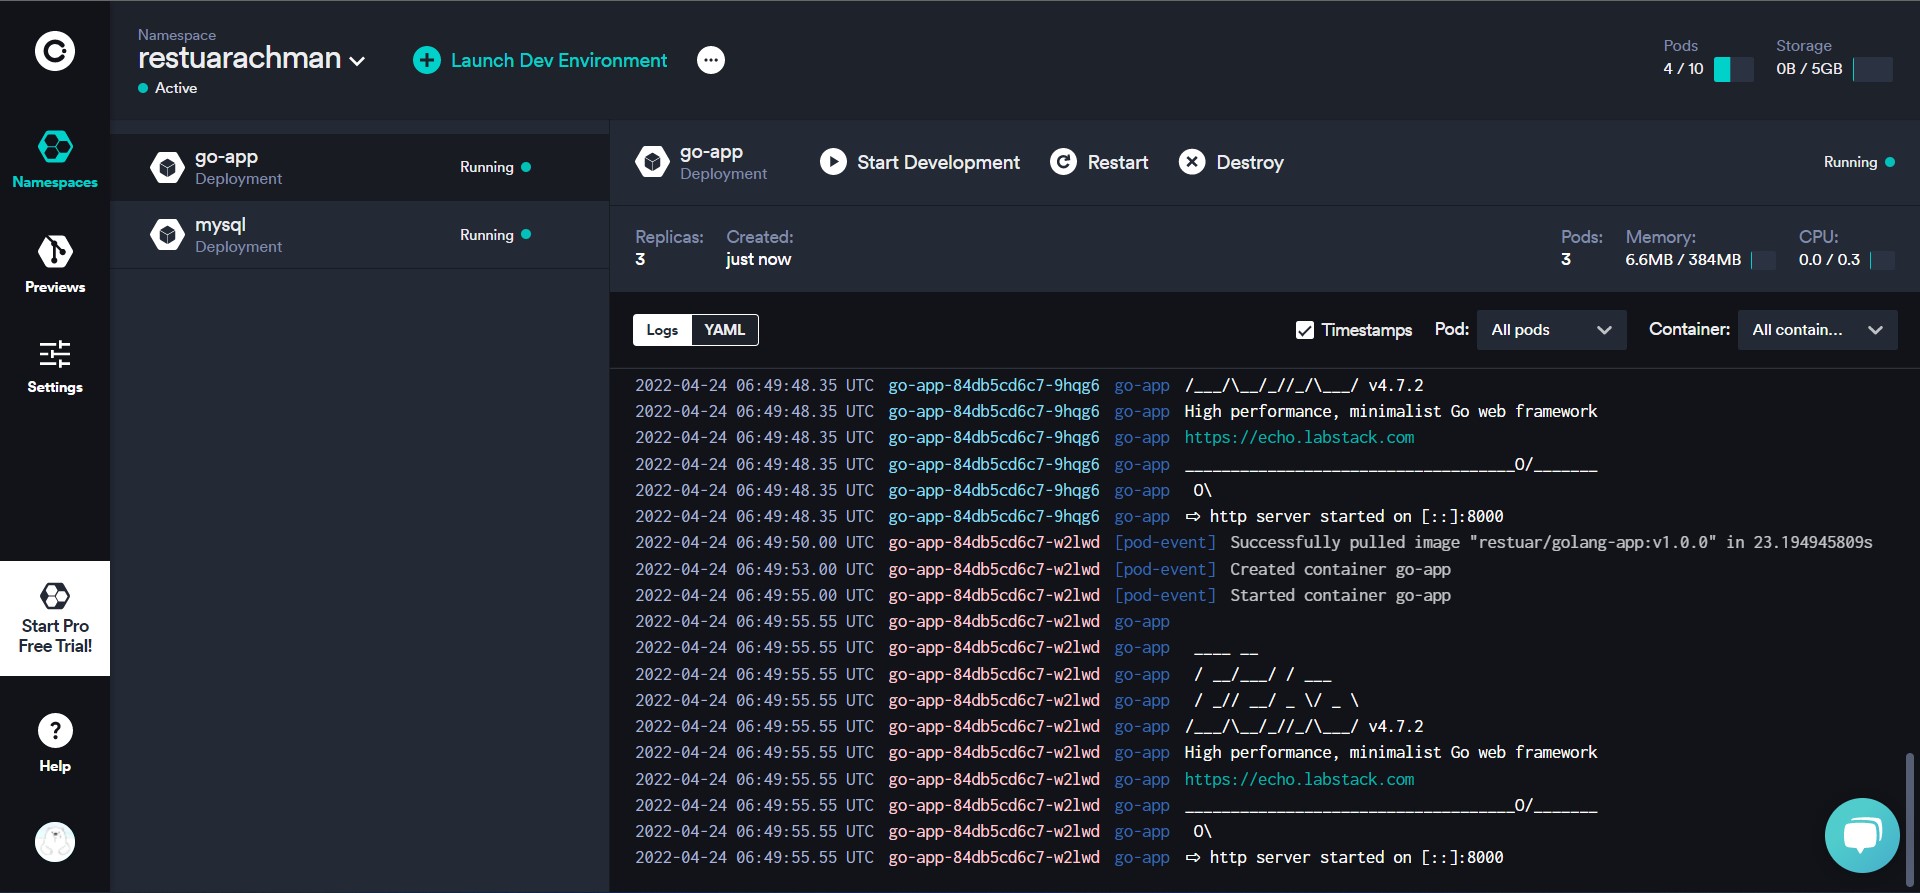 Namespace
restuarachman
Active
Launch Dev Environment
Pods
4 / 10
Storage
0B / 5GB
Namespaces
Previews
Settings
Start Pro
Free Trial!
Help
go-app
Deployment
Running
mysql
Deployment
Running
go-app
Deployment
Start Development
Restart
Destroy
Running
Replicas:
3
Created:
just now
Pods:
3
Memory:
6.6MB / 384MB
CPU:
0.0 / 0.3
Logs YAML
Timestamps Pod: All pods Container: All contain...
2022-04-24 06:49:48.35 UTC go-app-84db5cd6c7-9hqg6 go-app /___/\__/_//_/\___/ v4.7.2
2022-04-24 06:49:48.35 UTC go-app-84db5cd6c7-9hqg6 go-app High performance, minimalist Go web framework
2022-04-24 06:49:48.35 UTC go-app-84db5cd6c7-9hqg6 go-app https://echo.labstack.com
2022-04-24 06:49:48.35 UTC go-app-84db5cd6c7-9hqg6 go-app ____________________________________O/_______
2022-04-24 06:49:48.35 UTC go-app-84db5cd6c7-9hqg6 go-app O\
2022-04-24 06:49:48.35 UTC go-app-84db5cd6c7-9hqg6 go-app ⇨ http server started on [::]:8000
2022-04-24 06:49:50.00 UTC go-app-84db5cd6c7-w2lwd [pod-event] Successfully pulled image "restuar/golang-app:v1.0.0" in 23.194945809s
2022-04-24 06:49:53.00 UTC go-app-84db5cd6c7-w2lwd [pod-event] Created container go-app
2022-04-24 06:49:55.00 UTC go-app-84db5cd6c7-w2lwd [pod-event] Started container go-app
2022-04-24 06:49:55.55 UTC go-app-84db5cd6c7-w2lwd go-app
2022-04-24 06:49:55.55 UTC go-app-84db5cd6c7-w2lwd go-app ____ __
2022-04-24 06:49:55.55 UTC go-app-84db5cd6c7-w2lwd go-app / __/___/ / ___
2022-04-24 06:49:55.55 UTC go-app-84db5cd6c7-w2lwd go-app / _// __/ _ \/ _ \
2022-04-24 06:49:55.55 UTC go-app-84db5cd6c7-w2lwd go-app /___/\__/_//_/\___/ v4.7.2
2022-04-24 06:49:55.55 UTC go-app-84db5cd6c7-w2lwd go-app High performance, minimalist Go web framework
2022-04-24 06:49:55.55 UTC go-app-84db5cd6c7-w2lwd go-app https://echo.labstack.com
2022-04-24 06:49:55.55 UTC go-app-84db5cd6c7-w2lwd go-app ____________________________________O/_______
2022-04-24 06:49:55.55 UTC go-app-84db5cd6c7-w2lwd go-app O\
2022-04-24 06:49:55.55 UTC go-app-84db5cd6c7-w2lwd go-app ⇨ http server started on [::]:8000